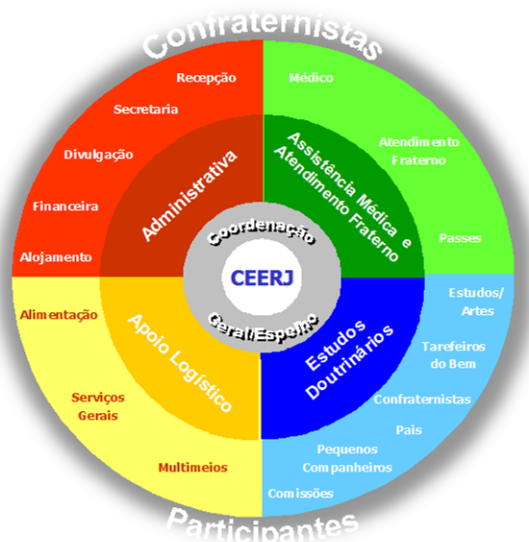 Confraternistas
Recepção
Secretaria
Divulgação
Financeira
Alojamento
Administrativa
Médico
Atendimento
Fraterno
Passes
Assistência Médica e
Atendimento Fraterno
Coordenação
CEERJ
Geral/Espelho
Alimentação
Serviços
Gerais
Multimeios
Apoio Logístico
Estudos
Doutrinários
Estudos/
Artes
Tarefeiros
do Bem
Confraternistas
Pais
Pequenos
Companheiros
Comissões
Participantes